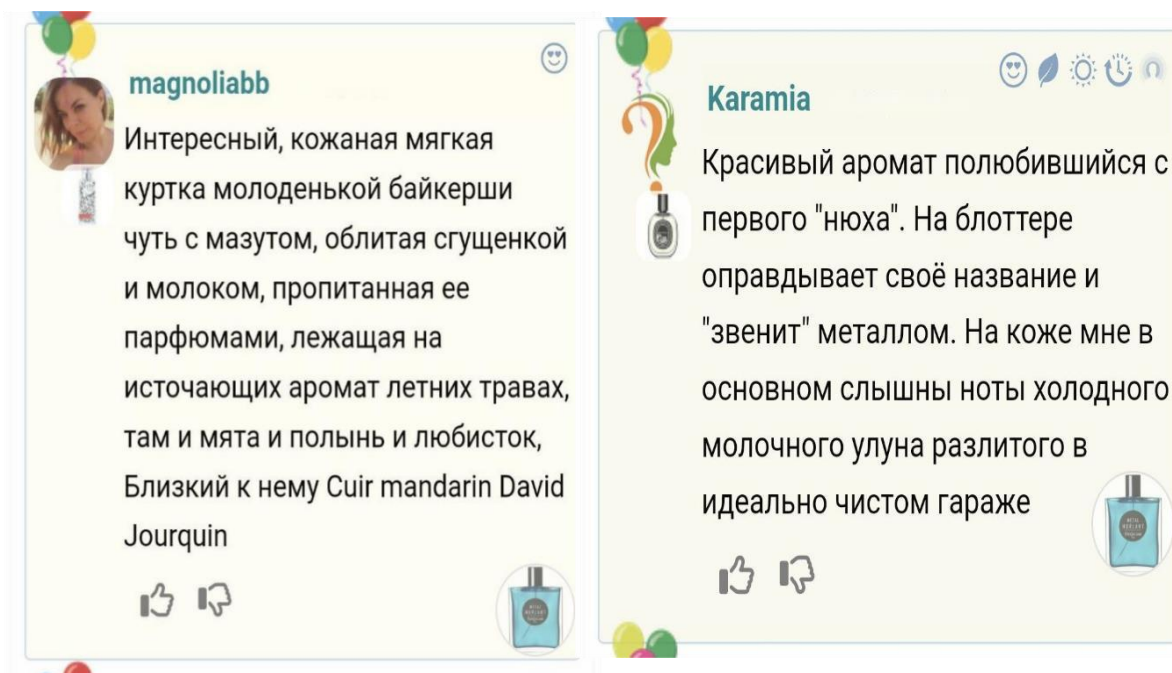 magnoliabb
Интересный, кожаная мягкая
куртка молоденькой байкерши
чуть с мазутом, облитая сгущенкой
и молоком, пропитанная ее
парфюмами, лежащая на
источающих аромат летних травах,
там и мята и полынь и любисток,
Близкий к нему Cuir mandarin David
Jourquin
Karamia
Красивый аромат полюбившийся с
первого "нюха". На блоттере
оправдывает своё название и
"звенит" металлом. На коже мне в
основном слышны ноты холодного
молочного улуна разлитого в
идеально чистом гараже